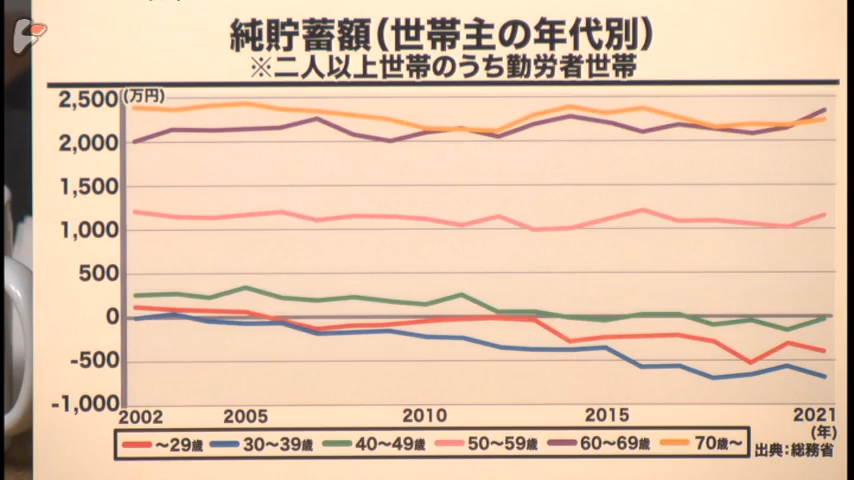 純貯蓄額(世帯主の年代別)
※二人以上世帯のうち勤労者世帯
(万円)
2,500
2,000
1,500
1,000
500
0
-500
-1,000
2002 2005 2010 2015 2021
(年)
～29歳 30～39歳 40～49歳 50～59歳 60～69歳 70歳～
出典:総務省